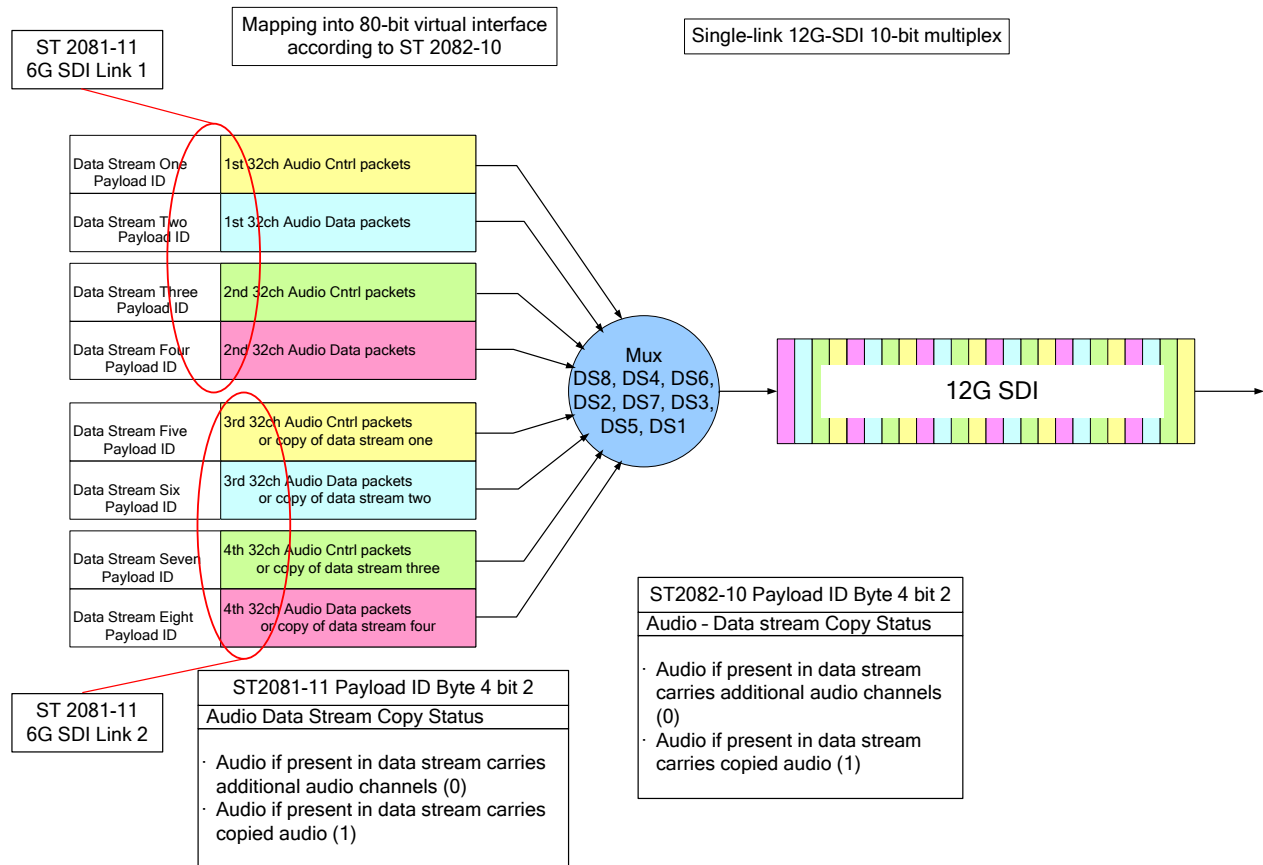 Mapping into 80-bit virtual interface
according to ST 2082-10
Single-link 12G-SDI 10-bit multiplex
ST 2081-11
6G SDI Link 1
Data Stream One
Payload ID
1st 32ch Audio Cntrl packets
Data Stream Two
Payload ID
1st 32ch Audio Data packets
Data Stream Three
Payload ID
2nd 32ch Audio Cntrl packets
Data Stream Four
Payload ID
2nd 32ch Audio Data packets
Data Stream Five
Payload ID
3rd 32ch Audio Cntrl packets
or copy of data stream one
Data Stream Six
Payload ID
3rd 32ch Audio Data packets
or copy of data stream two
Data Stream Seven
Payload ID
4th 32ch Audio Cntrl packets
or copy of data stream three
Data Stream Eight
Payload ID
4th 32ch Audio Data packets
or copy of data stream four
Mux
DS8, DS4, DS6,
DS2, DS7, DS3,
DS5, DS1
12G SDI
ST 2081-11
6G SDI Link 2
ST2081-11 Payload ID Byte 4 bit 2
Audio Data Stream Copy Status
· Audio if present in data stream carries
additional audio channels (0)
· Audio if present in data stream carries
copied audio (1)
ST2082-10 Payload ID Byte 4 bit 2
Audio - Data stream Copy Status
· Audio if present in data stream
carries additional audio channels
(0)
· Audio if present in data stream
carries copied audio (1)